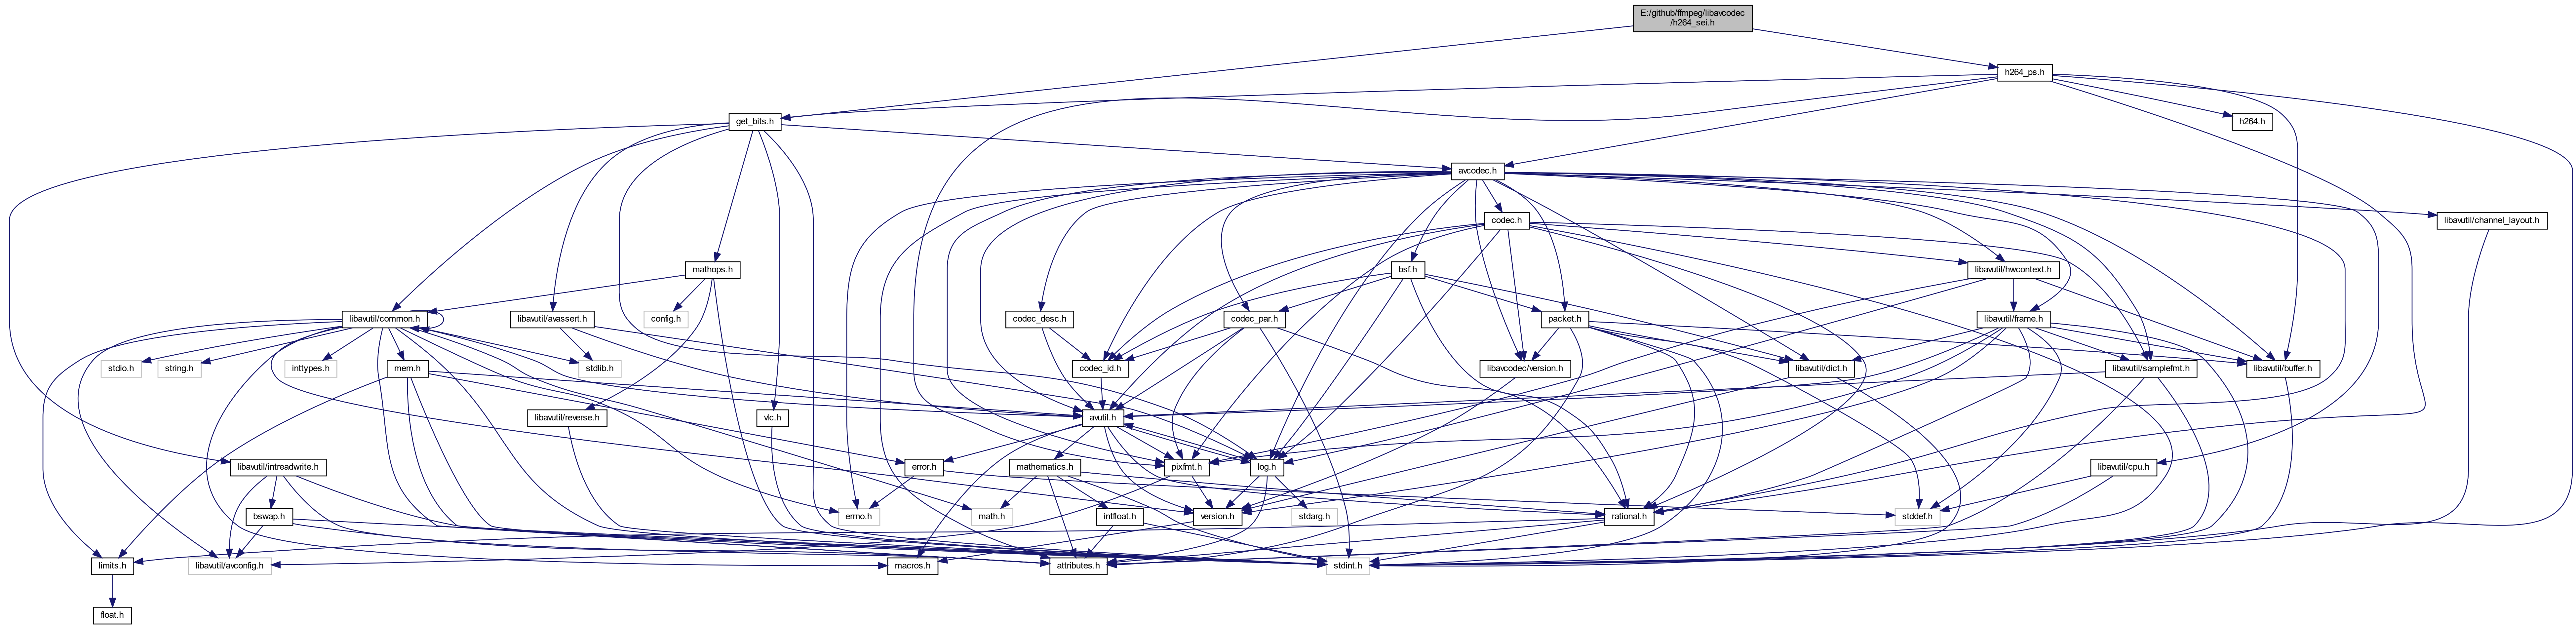 E:/github/ffmpeg/libavcodec
/h264_sei.h
h264_ps.h
get_bits.h
h264.h
avcodec.h
codec.h
libavutil/channel_layout.h
mathops.h
bsf.h
libavutil/hwcontext.h
libavutil/common.h
config.h
libavutil/avassert.h
codec_desc.h
codec_par.h
packet.h
libavutil/frame.h
stdio.h
string.h
inttypes.h
mem.h
stdlib.h
codec_id.h
libavcodec/version.h
libavutil/dict.h
libavutil/samplefmt.h
libavutil/buffer.h
libavutil/reverse.h
vlc.h
avutil.h
libavutil/intreadwrite.h
error.h
mathematics.h
pixfmt.h
log.h
libavutil/cpu.h
bswap.h
errno.h
math.h
intfloat.h
version.h
stdarg.h
rational.h
stddef.h
limits.h
libavutil/avconfig.h
macros.h
attributes.h
stdint.h
float.h